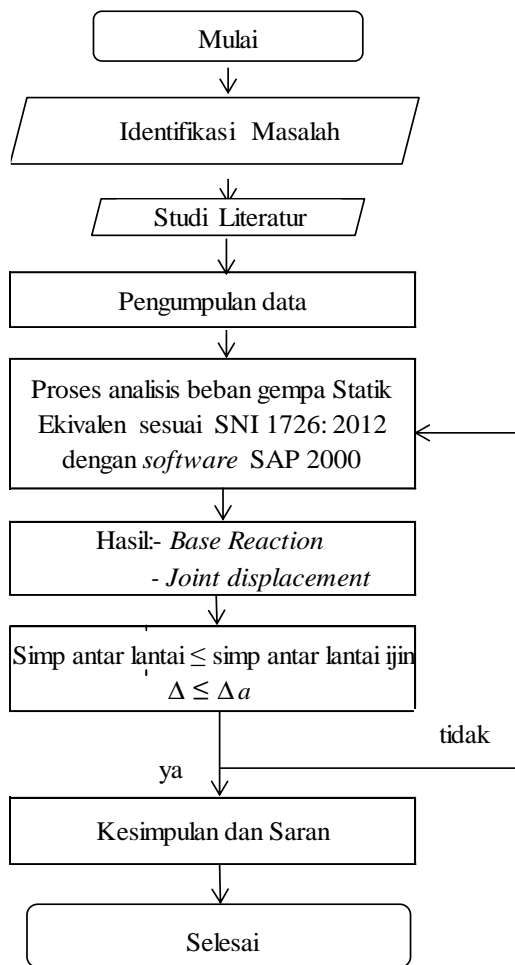 Mulai
Identifikasi Masalah
Studi Literatur
Pengumpulan data
Proses analisis beban gempa Statik
Ekivalen sesuai SNI 1726: 2012
dengan software SAP 2000
Hasil:- Base Reaction
- Joint displacement
Simp antar lantai ≤ simp antar lantai ijin
Δ ≤ Δa
tidak
ya
Kesimpulan dan Saran
Selesai